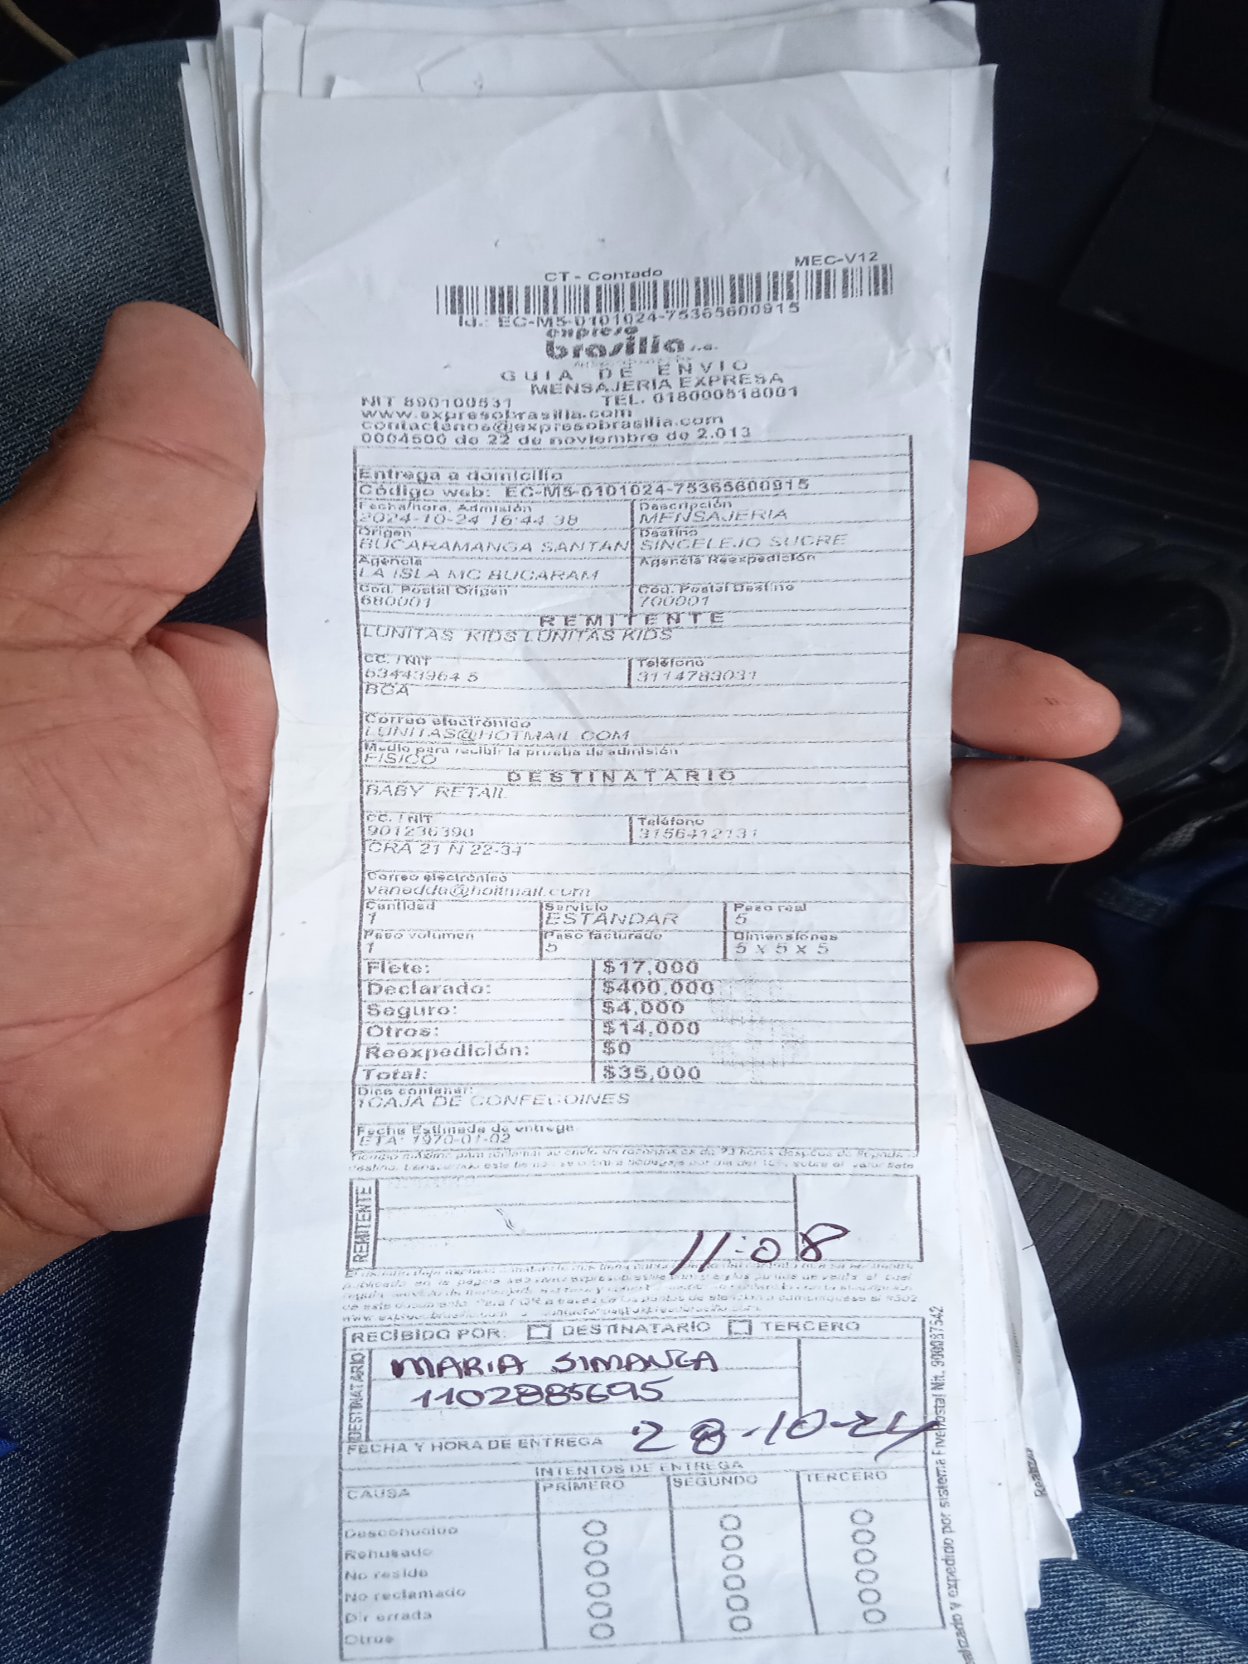 CT - Contado
MEC-V12
Id.: EC-M5-0101024-75365600915
expreso
brasilia s.a.
GUIA DE ENVIO
MENSAJERIA EXPRESA
NIT 890100531 TEL. 018000518001
www.expresobrasilia.com
contactenos@expresobrasilia.com
0004500 de 22 de noviembre de 2.013
Entrega a domicilio
Código web: EC-M5-0101024-75365600915
Fecha/hora. Admisión Descripción
2024-10-24 16:44:38 MENSAJERIA
Origen Destino
BUCARAMANGA SANTAN SINCELEJO SUCRE
Agencia Agencia Reexpedición
LA ISLA MC BUCARAM
Cod. Postal Origen Cod. Postal Destino
680001 700001
REMITENTE
LUNITAS KIDS LUNITAS KIDS
CC. / NIT Teléfono
63443964 5 3114783031
BGA
Correo electrónico
LUNITAS@HOTMAIL.COM
Medio para recibir la prueba de admisión
FISICO
DESTINATARIO
BABY RETAIL
CC. / NIT Teléfono
901236390 3156412131
CRA 21 N 22-34
Correo electrónico
vanedda@hoitmail.com
Cantidad Servicio Peso real
1 ESTANDAR 5
Peso volumen Peso facturado Dimensiones
1 5 5 x 5 x 5
Flete: $17,000
Declarado: $400,000
Seguro: $4,000
Otros: $14,000
Reexpedición: $0
Total: $35,000
Dice contener:
1CAJA DE CONFECOINES
Fecha Estimada de entrega
ETA: 1970-01-02
REMITENTE
11:08
RECIBIDO POR: DESTINATARIO TERCERO
DESTINATARIO
MARIA SIMANCA
1102885695
FECHA Y HORA DE ENTREGA 28-10-24
INTENTOS DE ENTREGA
CAUSA PRIMERO SEGUNDO TERCERO
Desconocido
Rehusado
No reside
No reclamado
Dir errada
Otros
y expedido por sistema Fivepostal Nit. 900087542